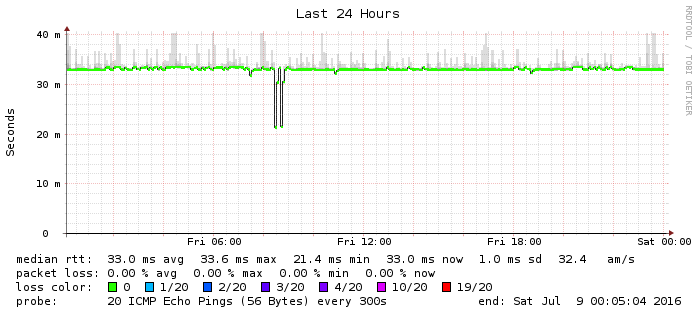 Last 24 Hours
RRDTOOL / TOBI OETIKER
Seconds
40 m
30 m
20 m
10 m
0
Fri 06:00 Fri 12:00 Fri 18:00 Sat 00:00
median rtt: 33.0 ms avg 33.6 ms max 21.4 ms min 33.0 ms now 1.0 ms sd 32.4 am/s
packet loss: 0.00 % avg 0.00 % max 0.00 % min 0.00 % now
loss color: 0 1/20 2/20 3/20 4/20 10/20 19/20
probe: 20 ICMP Echo Pings (56 Bytes) every 300s end: Sat Jul 9 00:05:04 2016